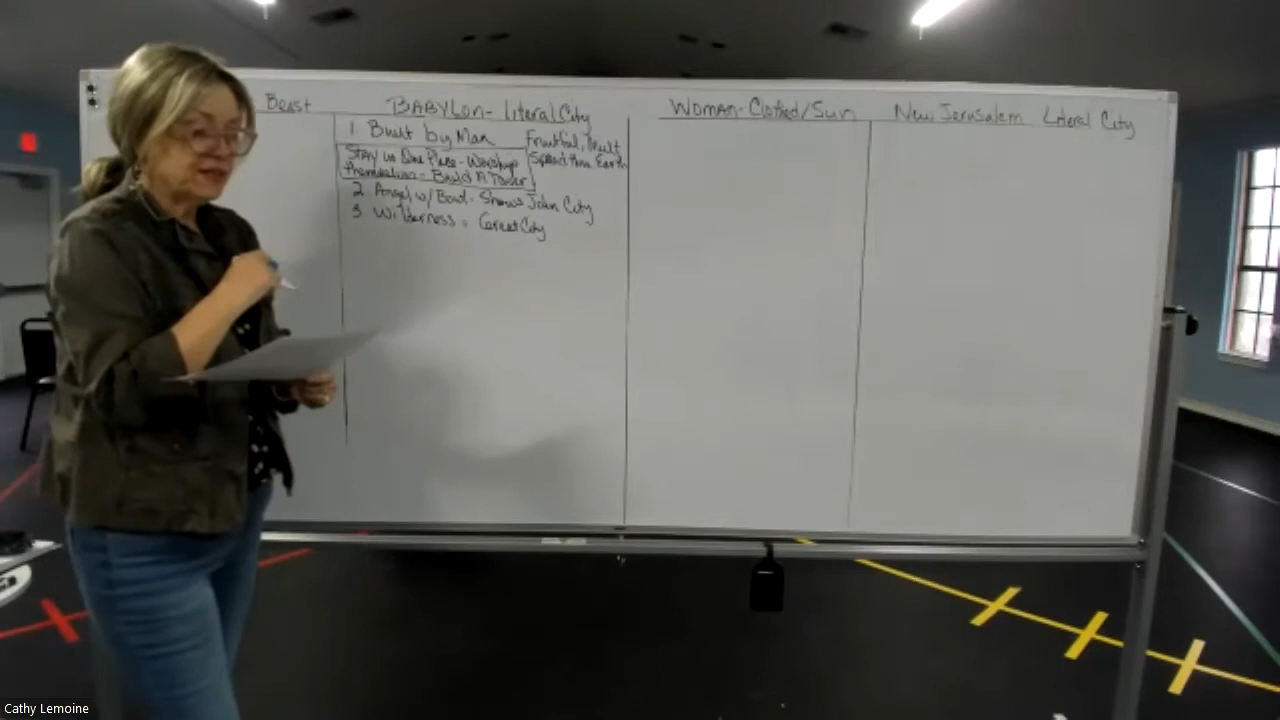 Beast
BABYLON - Literal City
WOMAN - Clothed/Sun
New Jerusalem Literal City
1. Built by Man
Fruitful, Mult
Spread thru Earth
Stay in One Place - Worship
themselves - Build A Tower
2. Angel w/ Bowl - Shows John City
3. Wilderness = Great City
Cathy Lemoine